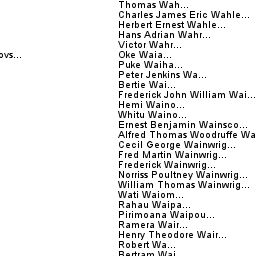 Thomas Wah...
Charles James Eric Wahle...
Herbert Ernest Wahle...
Hans Adrian Wahr...
Victor Wahr...
ovs...
Oke Waia...
Puke Waiha...
Peter Jenkins Wa...
Bertie Wai...
Frederick John William Wai...
Hemi Waino...
Whitu Waino...
Ernest Benjamin Wainsco...
Alfred Thomas Woodruffe Wa
Cecil George Wainwrig...
Fred Martin Wainwrig...
Frederick Wainwrig...
Norriss Poultney Wainwrig...
William Thomas Wainwrig...
Wati Waiom...
Rahau Waipa...
Pirimoana Waipou...
Ramera Wair...
Henry Theodore Wair...
Robert Wa...
Bertram Wai